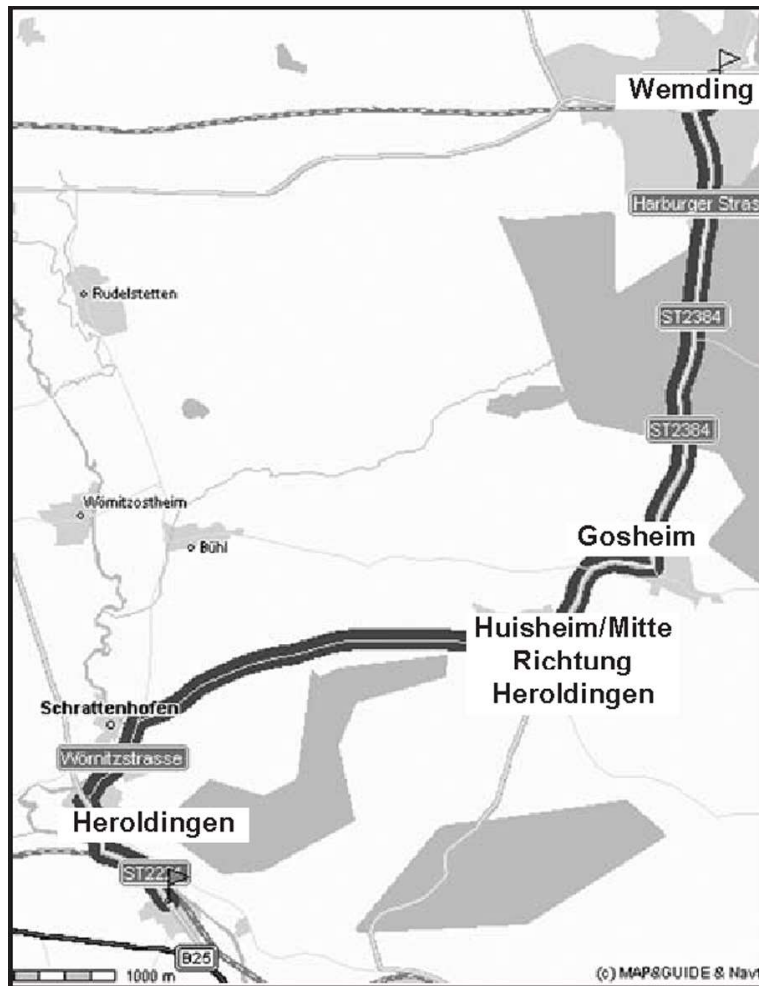 Wemding
Harburger Stras
Rudelstetten
ST2384
ST2384
Wörnitzostheim
Bühl
Gosheim
Huisheim/Mitte
Richtung
Heroldingen
Schrattenhofen
Wörnitzstrasse
Heroldingen
B25
1000 m
(c) MAP&GUIDE & Navt